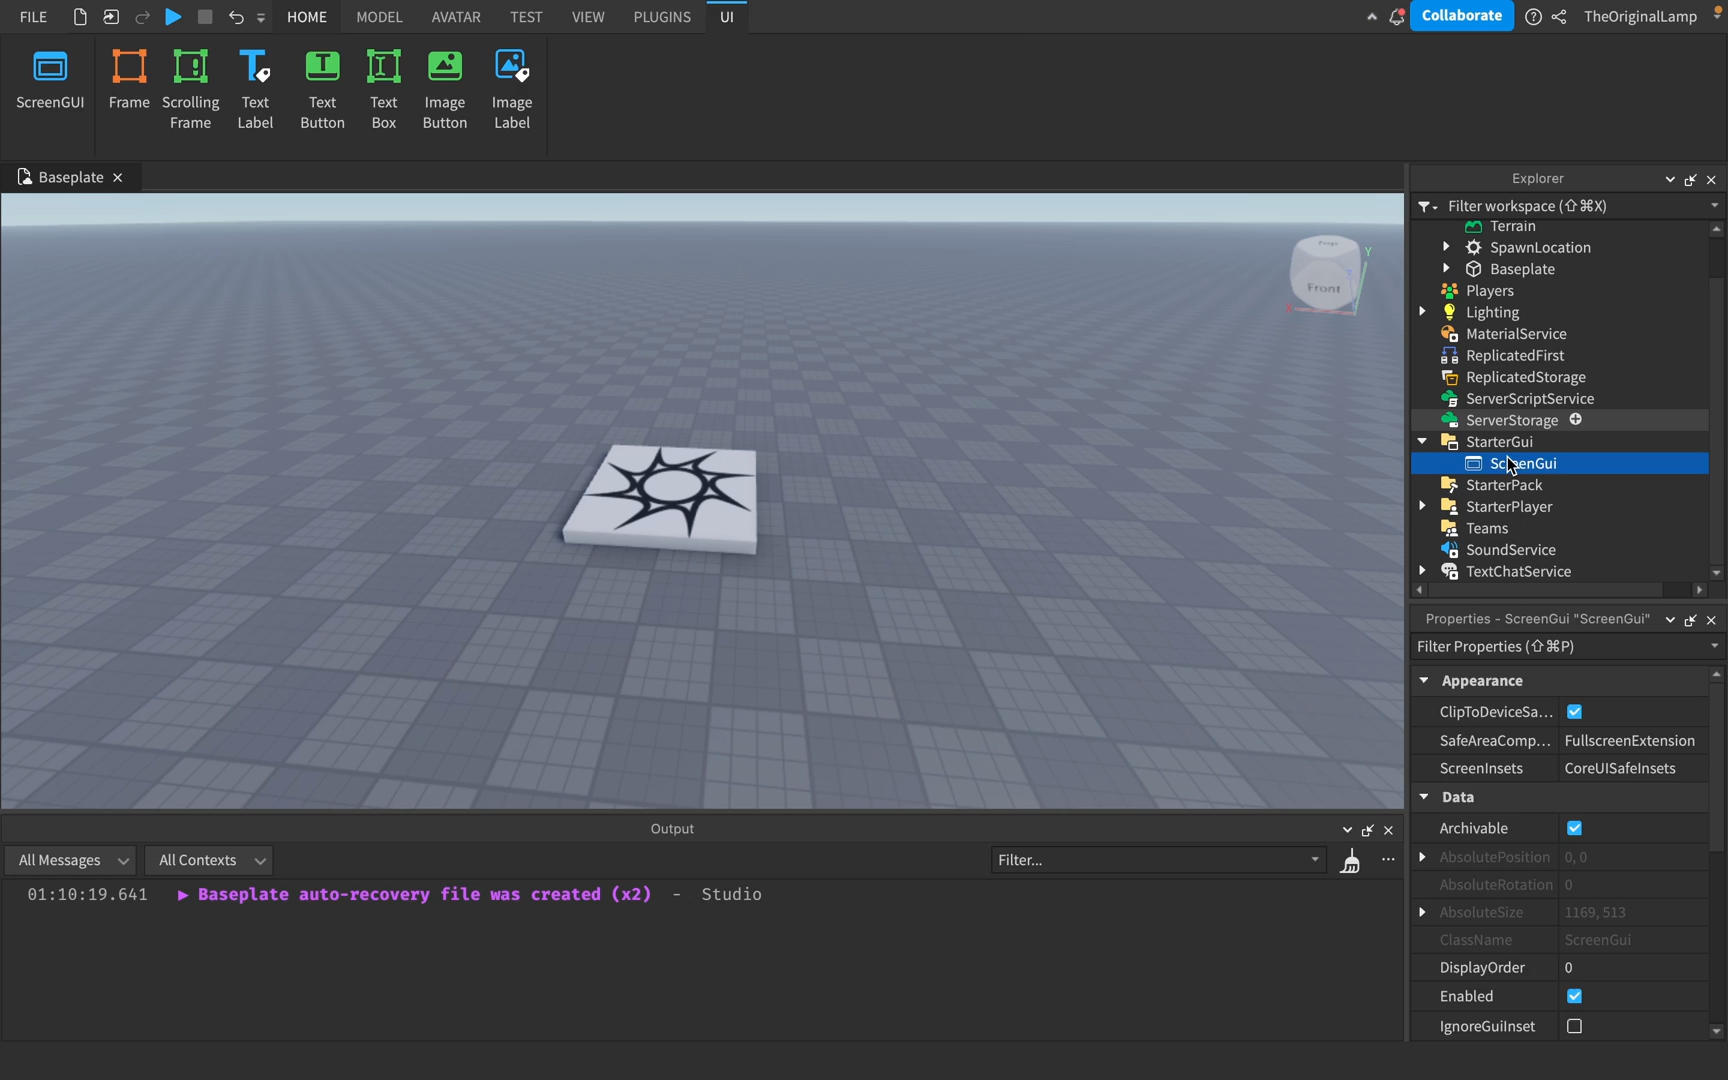 FILE
HOME
MODEL
AVATAR
TEST
VIEW
PLUGINS
UI
Collaborate
TheOriginalLamp
ScreenGUI
Frame
Scrolling
Frame
Text
Label
Text
Button
Text
Box
Image
Button
Image
Label
Baseplate
Front
Y
X
Explorer
Filter workspace (⇧⌘X)
Terrain
SpawnLocation
Baseplate
Players
Lighting
MaterialService
ReplicatedFirst
ReplicatedStorage
ServerScriptService
ServerStorage
StarterGui
ScreenGui
StarterPack
StarterPlayer
Teams
SoundService
TextChatService
Properties - ScreenGui "ScreenGui"
Filter Properties (⇧⌘P)
Appearance
ClipToDeviceSa...
SafeAreaComp... FullscreenExtension
ScreenInsets CoreUISafeInsets
Data
Archivable
AbsolutePosition 0, 0
AbsoluteRotation 0
AbsoluteSize 1169, 513
ClassName ScreenGui
DisplayOrder 0
Enabled
IgnoreGuiInset
Output
All Messages
All Contexts
Filter...
01:10:19.641 ▶ Baseplate auto-recovery file was created (x2) - Studio